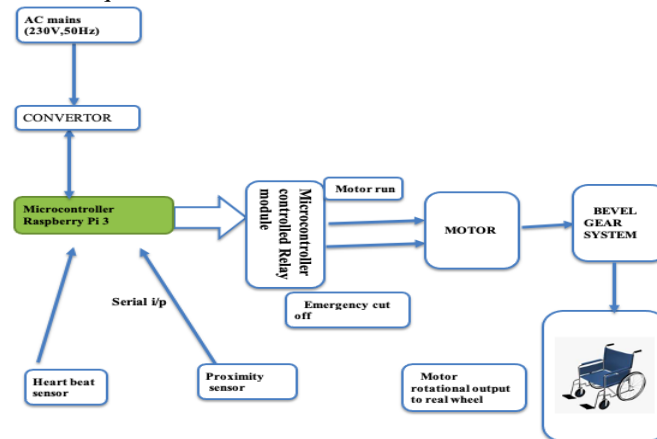 AC mains
(230V,50Hz)
CONVERTOR
Microcontroller
Raspberry Pi 3
Microcontroller
controlled Relay
module
Motor run
MOTOR
BEVEL
GEAR
SYSTEM
Serial i/p
Emergency cut
off
Heart beat
sensor
Proximity
sensor
Motor
rotational output
to real wheel